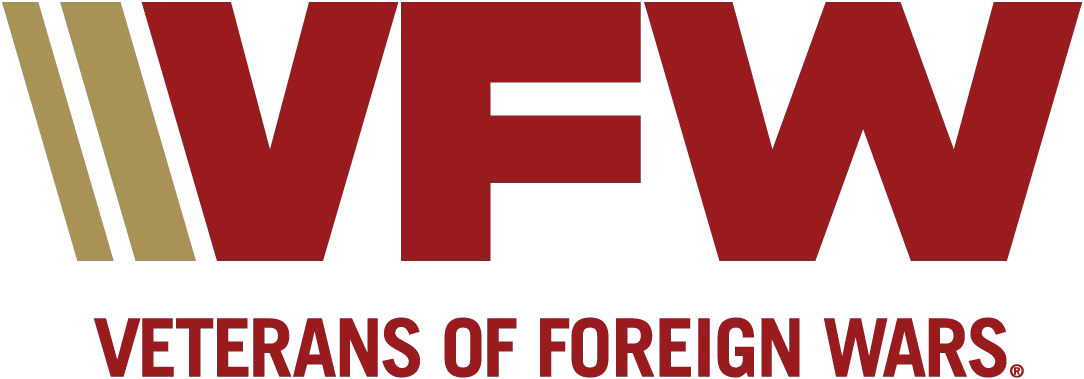 VFW
VETERANS OF FOREIGN WARS.®